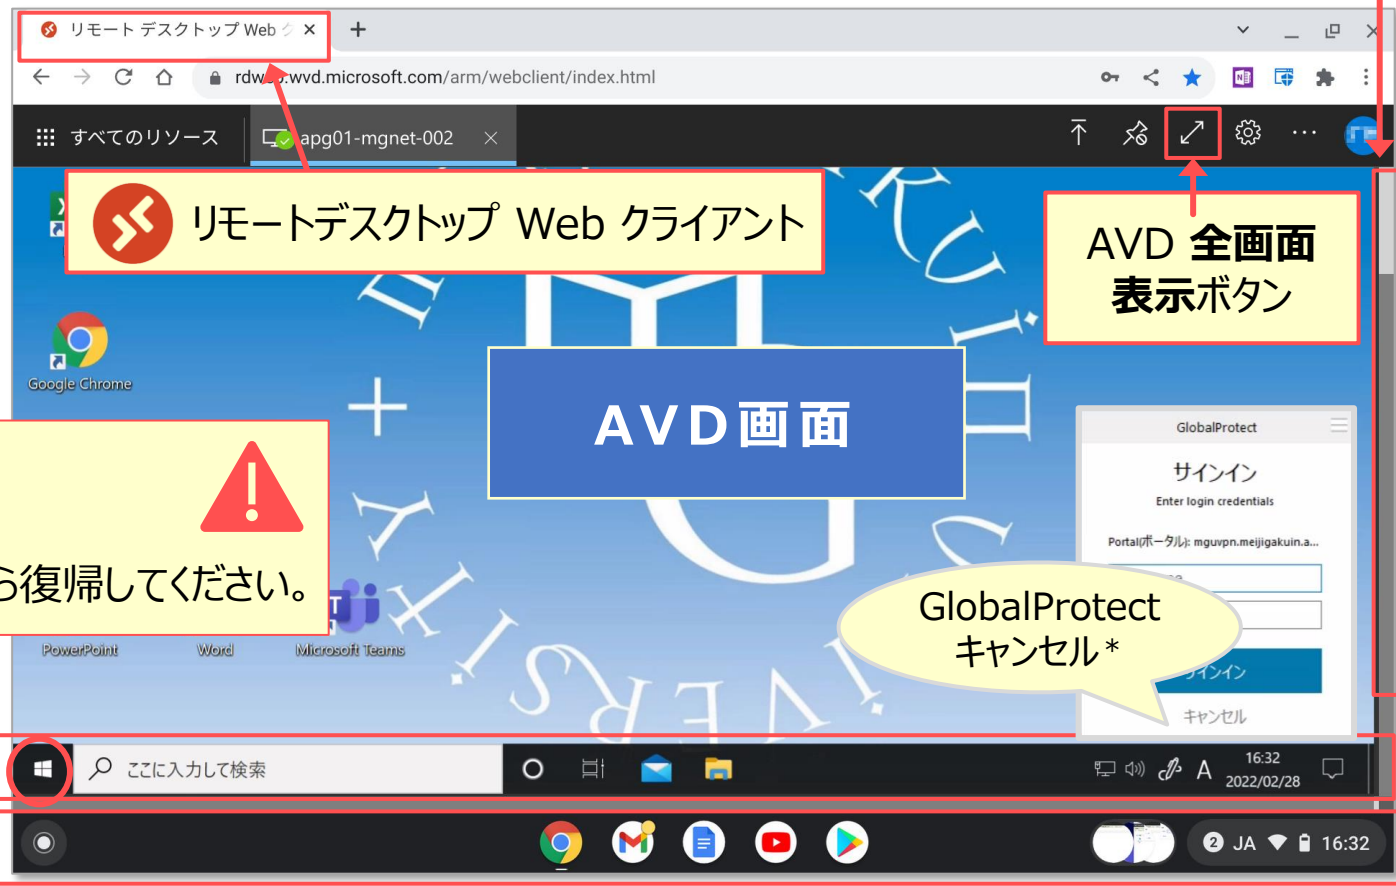 リモート デスクトップ Web ク
rdweb.wvd.microsoft.com/arm/webclient/index.html
すべてのリソース
apg01-mgnet-002
リモートデスクトップ Web クライアント
AVD 全画面
表示ボタン
Google Chrome
AVD画面
GlobalProtect
サインイン
Enter login credentials
Portal(ポータル): mguvpn.meijigakuin.a...
ら復帰してください。
GlobalProtect
キャンセル*
サインイン
キャンセル
PowerPoint
Word
Microsoft Teams
ここに入力して検索
A
16:32
2022/02/28
2 JA 16:32